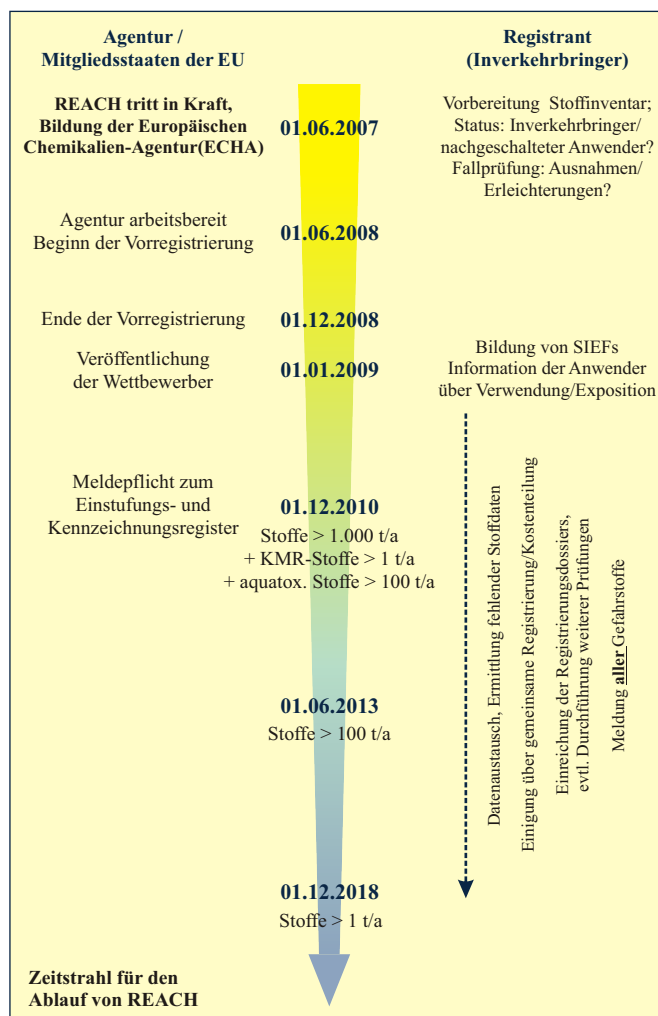 Agentur /
Mitgliedsstaaten der EU
Registrant
(Inverkehrbringer)
REACH tritt in Kraft,
Bildung der Europäischen
Chemikalien-Agentur(ECHA)
01.06.2007
Vorbereitung Stoffinventar;
Status: Inverkehrbringer/
nachgeschalteter Anwender?
Fallprüfung: Ausnahmen/
Erleichterungen?
Agentur arbeitsbereit
Beginn der Vorregistrierung
01.06.2008
Ende der Vorregistrierung
01.12.2008
Veröffentlichung
der Wettbewerber
01.01.2009
Bildung von SIEFs
Information der Anwender
über Verwendung/Exposition
Meldepflicht zum
Einstufungs- und
Kennzeichnungsregister
01.12.2010
Stoffe > 1.000 t/a
+ KMR-Stoffe > 1 t/a
+ aquatox. Stoffe > 100 t/a
01.06.2013
Stoffe > 100 t/a
01.12.2018
Stoffe > 1 t/a
Datenaustausch, Ermittlung fehlender Stoffdaten
Einigung über gemeinsame Registrierung/Kostenteilung
Einreichung der Registrierungsdossiers,
evtl. Durchführung weiterer Prüfungen
Meldung aller Gefahrstoffe
Zeitstrahl für den
Ablauf von REACH